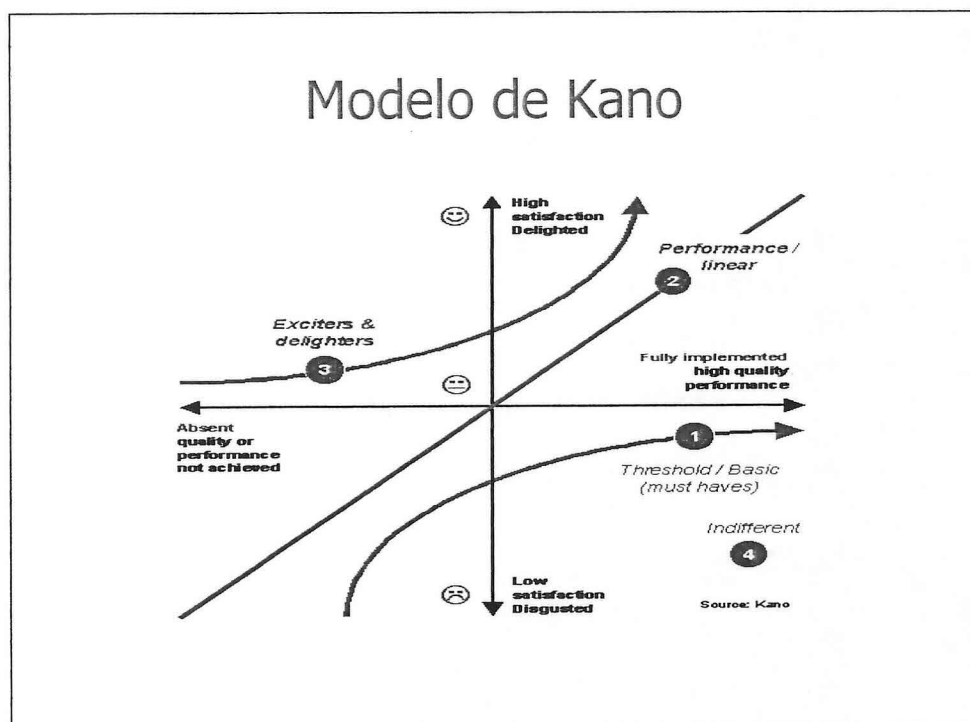 Modelo de Kano
High
satisfaction
Delighted
Performance /
linear
2
Exciters &
delighters
3
Fully implemented
high quality
performance
Absent
quality or
performance
not achieved
1
Threshold / Basic
(must haves)
Indifferent
4
Low
satisfaction
Disgusted
Source: Kano